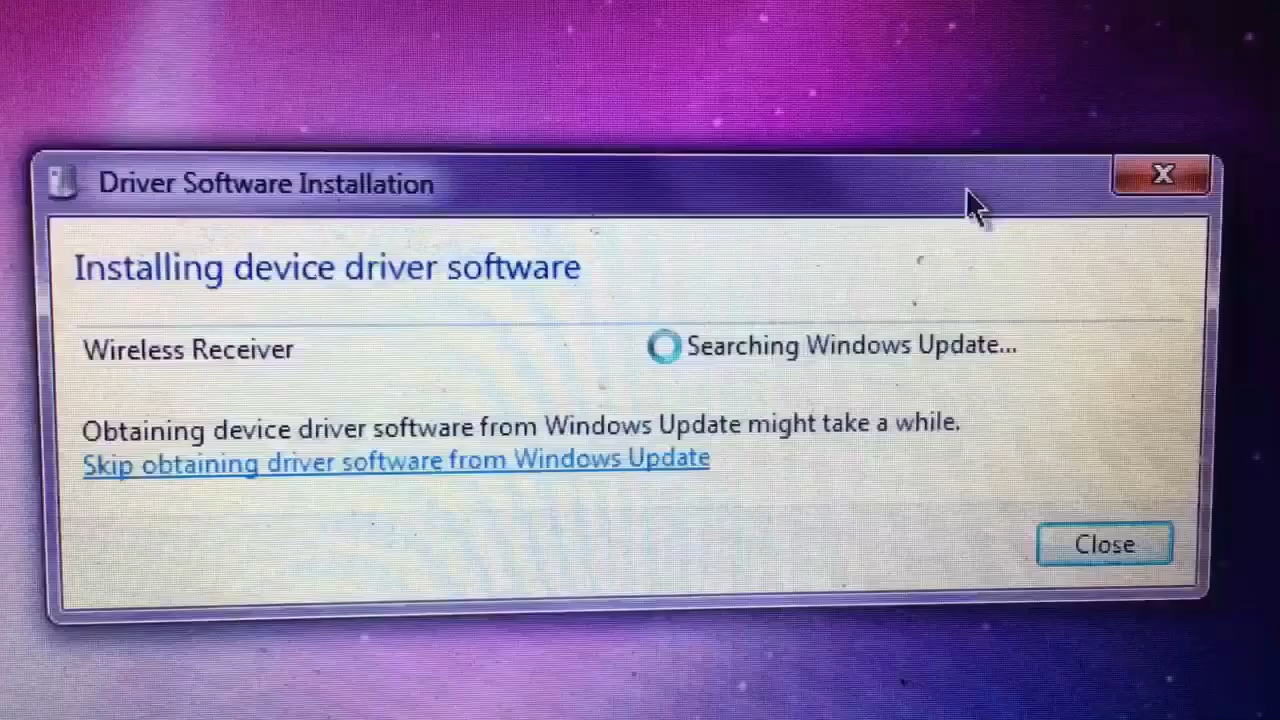 Driver Software Installation
X
Installing device driver software
Wireless Receiver Searching Windows Update...
Obtaining device driver software from Windows Update might take a while.
Skip obtaining driver software from Windows Update
Close